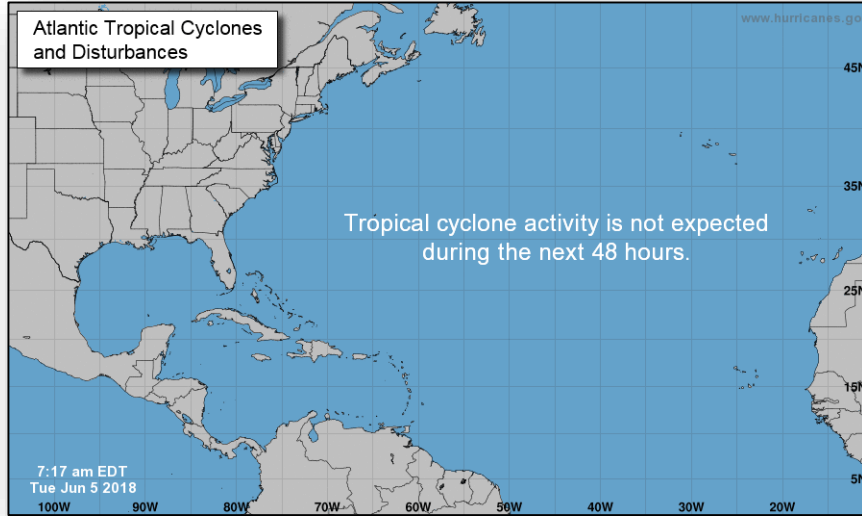 Atlantic Tropical Cyclones
and Disturbances
www.hurricanes.go
45N
35N
Tropical cyclone activity is not expected
during the next 48 hours.
25N
15N
7:17 am EDT
Tue Jun 5 2018
5N
100W 90W 80W 70W 60W 50W 40W 30W 20W